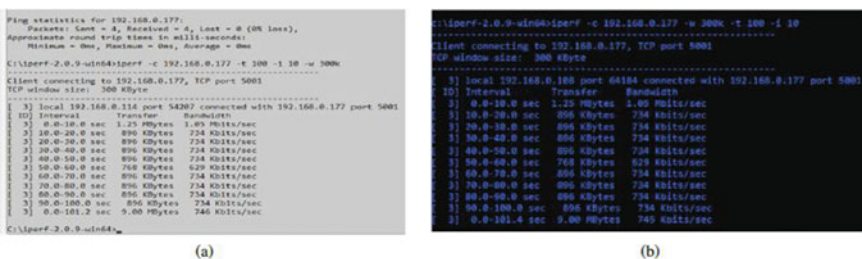 Ping statistics for 192.168.0.177:
Packets: Sent = 4, Received = 4, Lost = 0 (0% loss),
Approximate round trip times in milli-seconds:
Minimum = 0ms, Maximum = 0ms, Average = 0ms
C:\iperf-2.0.9-win64>iperf -c 192.168.0.177 -t 100 -i 10 -w 300k
Client connecting to 192.168.0.177, TCP port 5001
TCP window size: 300 KByte
[ 3] local 192.168.0.114 port 54207 connected with 192.168.0.177 port 5001
[ ID] Interval Transfer Bandwidth
[ 3] 0.0-10.0 sec 1.25 MBytes 1.05 Mbits/sec
[ 3] 10.0-20.0 sec 896 KBytes 734 Kbits/sec
[ 3] 20.0-30.0 sec 896 KBytes 734 Kbits/sec
[ 3] 30.0-40.0 sec 896 KBytes 734 Kbits/sec
[ 3] 40.0-50.0 sec 896 KBytes 734 Kbits/sec
[ 3] 50.0-60.0 sec 768 KBytes 629 Kbits/sec
[ 3] 60.0-70.0 sec 896 KBytes 734 Kbits/sec
[ 3] 70.0-80.0 sec 896 KBytes 734 Kbits/sec
[ 3] 80.0-90.0 sec 896 KBytes 734 Kbits/sec
[ 3] 90.0-100.0 sec 896 KBytes 734 Kbits/sec
[ 3] 0.0-101.2 sec 9.00 MBytes 746 Kbits/sec
C:\iperf-2.0.9-win64>_
(a)
c:\iperf-2.0.9-win64>iperf -c 192.168.0.177 -w 300k -t 100 -i 10
Client connecting to 192.168.0.177, TCP port 5001
TCP window size: 300 KByte
[ 3] local 192.168.0.108 port 64184 connected with 192.168.0.177 port 5001
[ ID] Interval Transfer Bandwidth
[ 3] 0.0-10.0 sec 1.25 MBytes 1.05 Mbits/sec
[ 3] 10.0-20.0 sec 896 KBytes 734 Kbits/sec
[ 3] 20.0-30.0 sec 896 KBytes 734 Kbits/sec
[ 3] 30.0-40.0 sec 896 KBytes 734 Kbits/sec
[ 3] 40.0-50.0 sec 896 KBytes 734 Kbits/sec
[ 3] 50.0-60.0 sec 768 KBytes 629 Kbits/sec
[ 3] 60.0-70.0 sec 896 KBytes 734 Kbits/sec
[ 3] 70.0-80.0 sec 896 KBytes 734 Kbits/sec
[ 3] 80.0-90.0 sec 896 KBytes 734 Kbits/sec
[ 3] 90.0-100.0 sec 896 KBytes 734 Kbits/sec
[ 3] 0.0-101.4 sec 9.00 MBytes 745 Kbits/sec
(b)